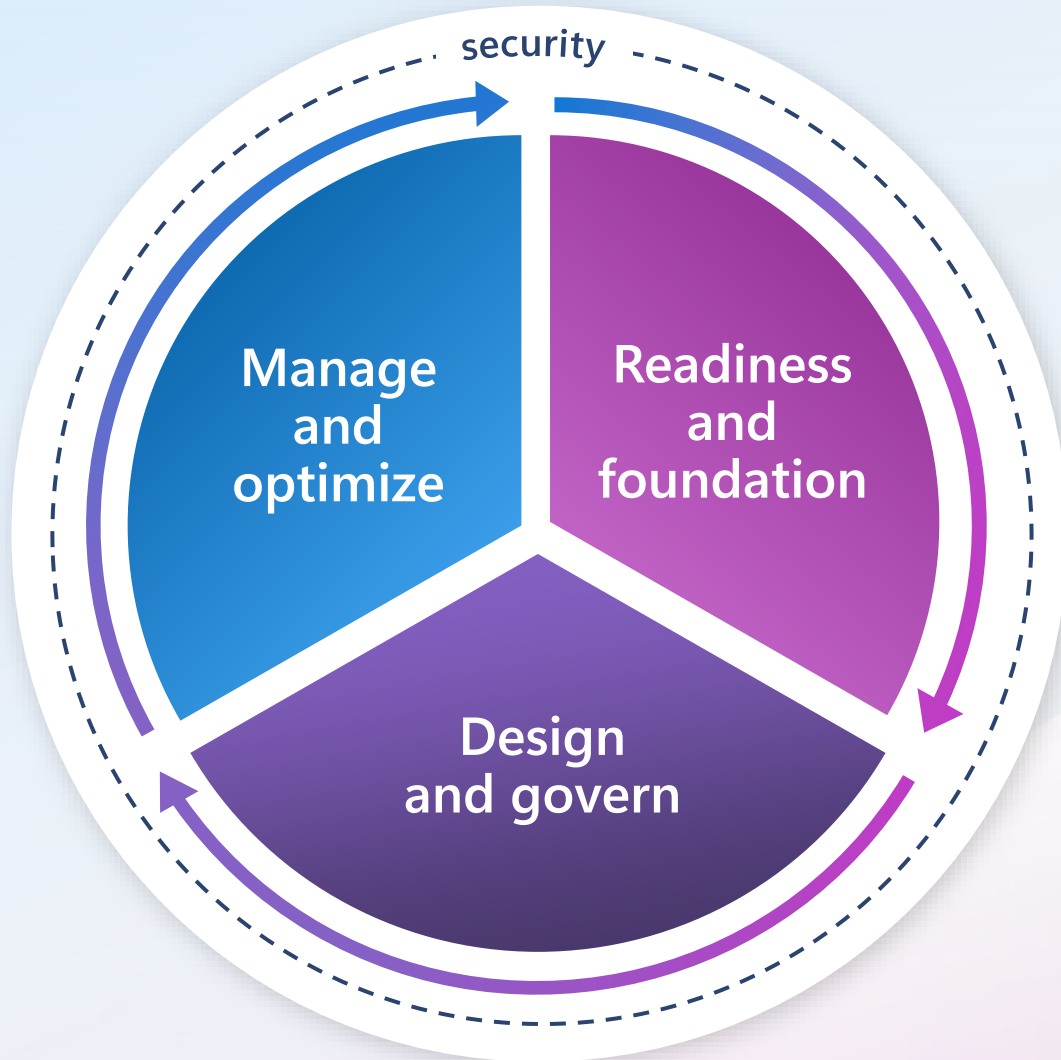 security
Manage
and
optimize
Readiness
and
foundation
Design
and govern